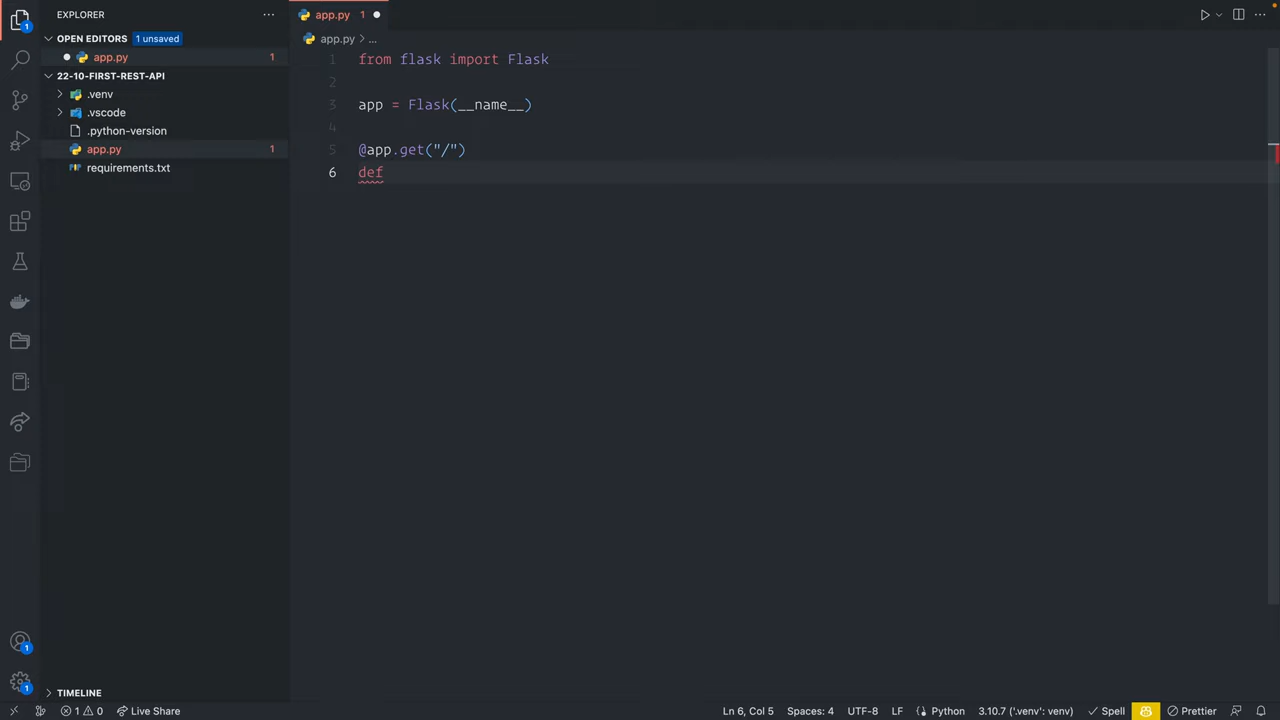 EXPLORER
OPEN EDITORS 1 unsaved
app.py 1
22-10-FIRST-REST-API
.venv
.vscode
.python-version
app.py 1
requirements.txt
TIMELINE
1
1
1
app.py 1
app.py ...
1 from flask import Flask
2
3 app = Flask(__name__)
4
5 @app.get("/")
6 def
1 0 Live Share
Ln 6, Col 5 Spaces: 4 UTF-8 LF Python 3.10.7 ('.venv': venv) Spell Prettier